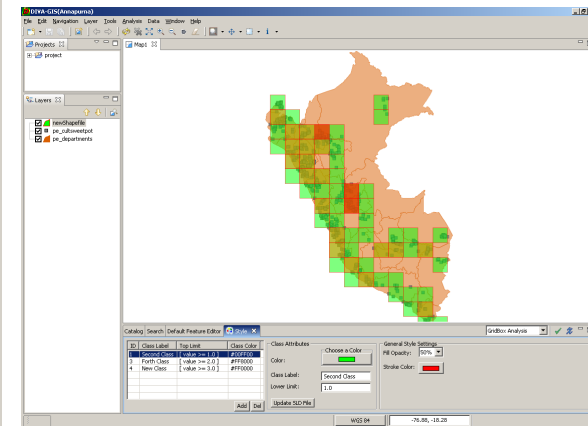 DIVA-GIS(Annapurna)
File Edit Navigation Layer Tools Analysis Data Window Help
Projects
project
Layers
newShapefile
pe_cultsweetpot
pe_departments
Map1
Catalog Search Default Feature Editor Style
GridBox Analysis
ID Class Label Top Limit Class Color
1 Second Class [ value >= 1.0 ] #00FF00
3 Forth Class [ value >= 2.0 ] #FF8000
4 New Class [ value >= 3.0 ] #FF0000
Add Del
Class Attributes
Choose a Color
Color:
Class Label: Second Class
Lower Limit: 1.0
Update SLD File
General Style Settings
Fill Opacity: 50%
Stroke Color:
WGS 84
-76.88, -18.28